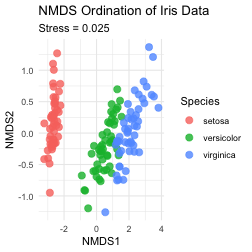 NMDS Ordination of Iris Data
Stress = 0.025
NMDS2
1.0
0.5
0.0
-0.5
-1.0
-2
0
2
4
NMDS1
Species
setosa
versicolor
virginica